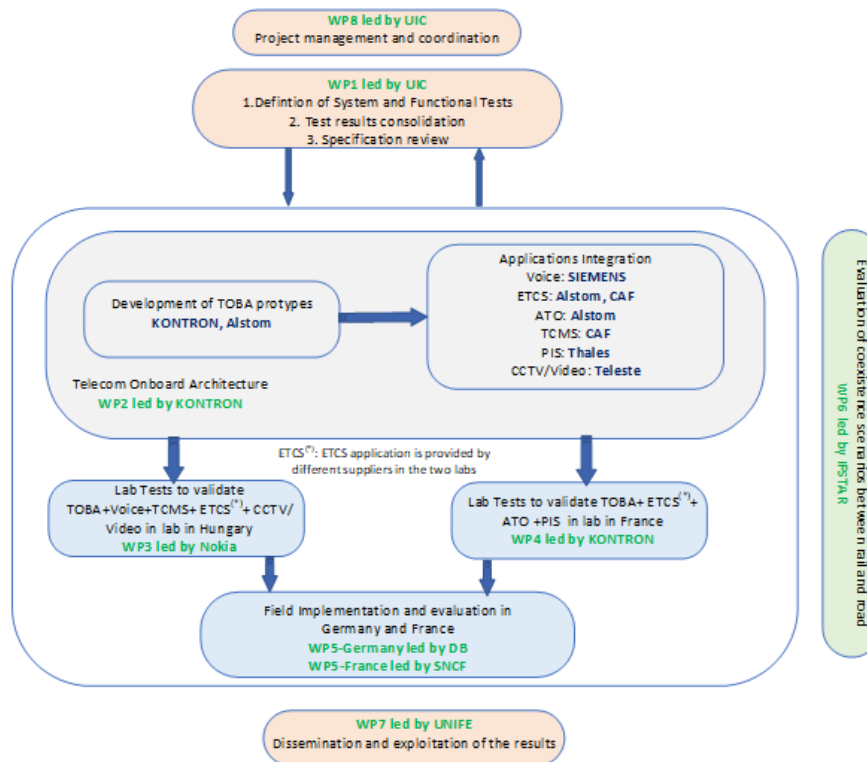 WP8 led by UIC
Project management and coordination
WP1 led by UIC
1.Defintion of System and Functional Tests
2. Test results consolidation
3. Specification review
Development of TOBA protypes
KONTRON, Alstom
Applications Integration
Voice: SIEMENS
ETCS: Alstom, CAF
ATO: Alstom
TCMS: CAF
PIS: Thales
CCTV/Video: Teleste
Telecom Onboard Architecture
WP2 led by KONTRON
ETCS(*): ETCS application is provided by
different suppliers in the two labs
Lab Tests to validate
TOBA+Voice+TCMS+ ETCS(*)+ CCTV/
Video in lab in Hungary
WP3 led by Nokia
Lab Tests to validate TOBA+ ETCS(*)+
ATO +PIS in lab in France
WP4 led by KONTRON
Field Implementation and evaluation in
Germany and France
WP5-Germany led by DB
WP5-France led by SNCF
Evaluation of coexistence scenarios between rail and road
WP6 led by IFSTAR
WP7 led by UNIFE
Dissemination and exploitation of the results